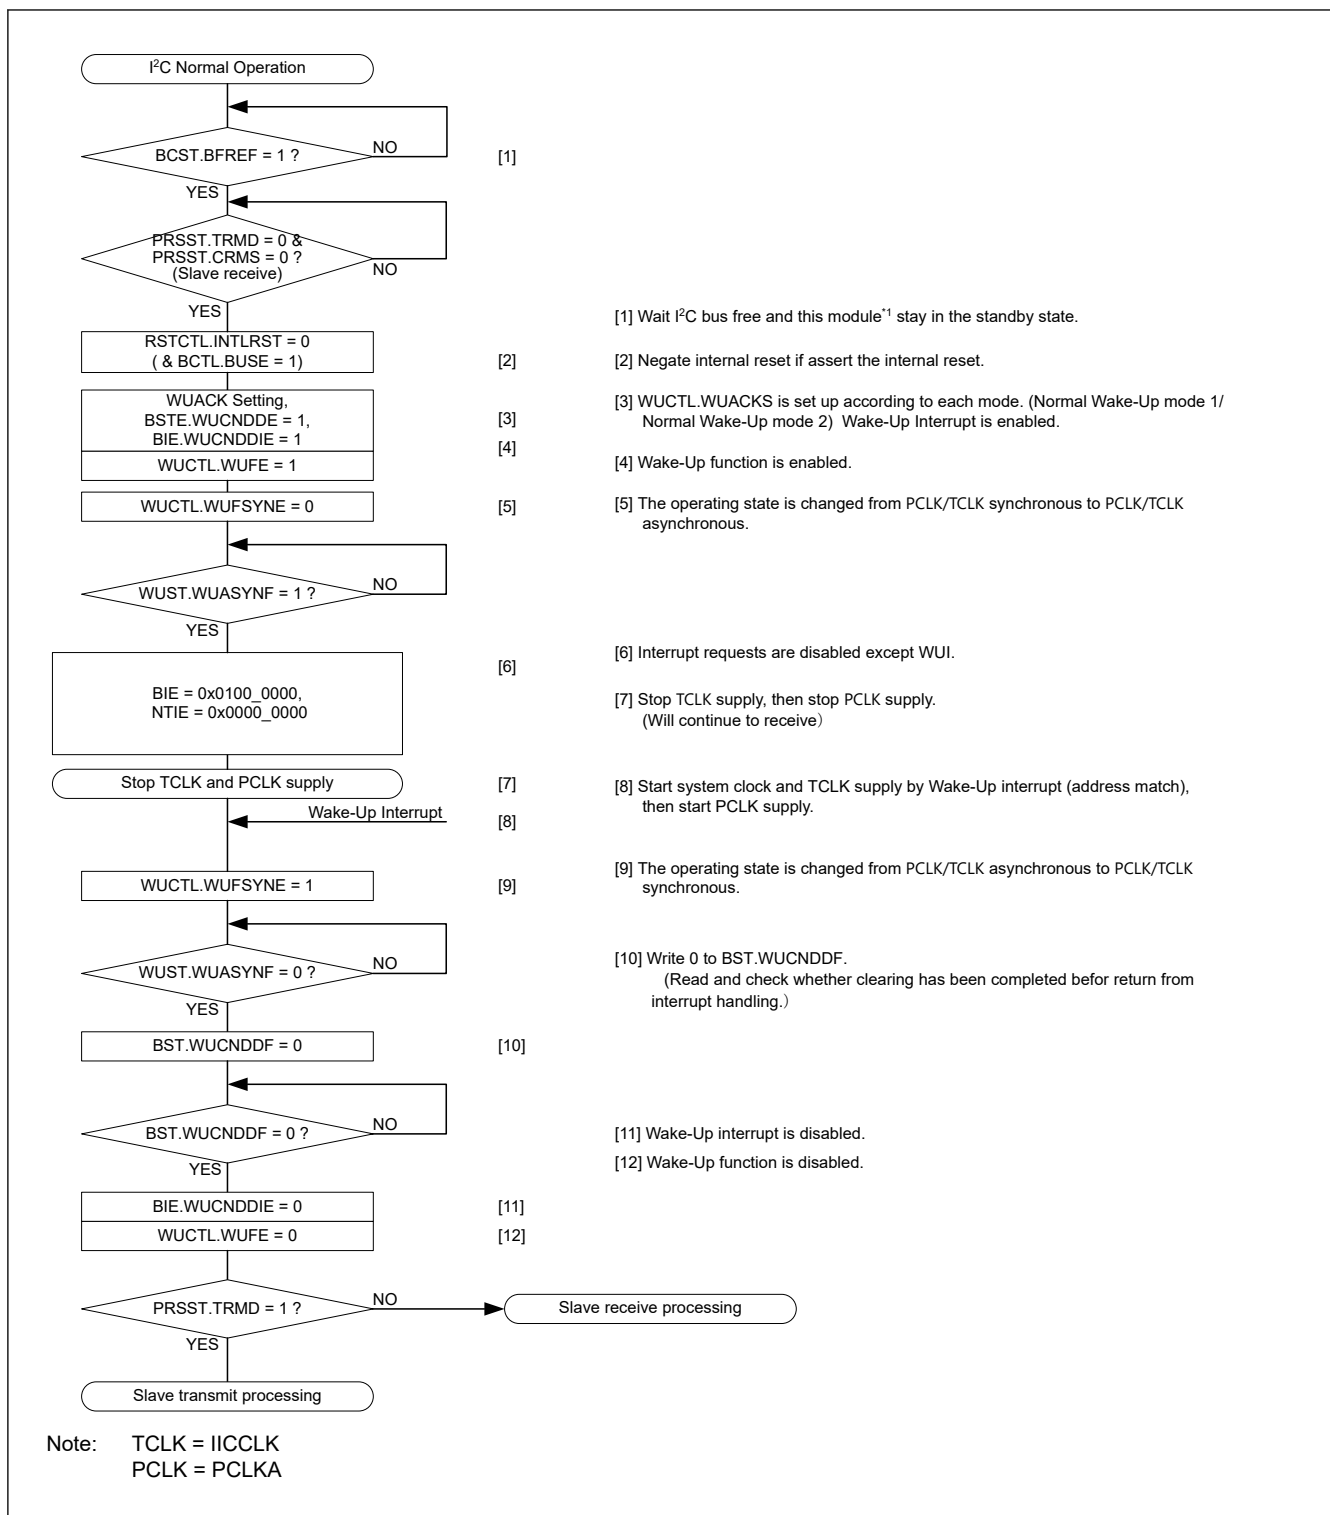 I²C Normal Operation
BCST.BFREF = 1 ?
NO
[1]
YES
PRSST.TRMD = 0 &
PRSST.CRMS = 0 ?
(Slave receive)
NO
YES
[1] Wait I²C bus free and this module*1 stay in the standby state.
RSTCTL.INTLRST = 0
( & BCTL.BUSE = 1)
[2]
[2] Negate internal reset if assert the internal reset.
WUACK Setting,
BSTE.WUCNDDE = 1,
BIE.WUCNDDIE = 1
[3]
[3] WUCTL.WUACKS is set up according to each mode. (Normal Wake-Up mode 1/
Normal Wake-Up mode 2)  Wake-Up Interrupt is enabled.
[4]
WUCTL.WUFE = 1
[4] Wake-Up function is enabled.
WUCTL.WUFSYNE = 0
[5]
[5] The operating state is changed from PCLK/TCLK synchronous to PCLK/TCLK
asynchronous.
WUST.WUASYNF = 1 ?
NO
YES
[6]
[6] Interrupt requests are disabled except WUI.
BIE = 0x0100_0000,
NTIE = 0x0000_0000
[7] Stop TCLK supply, then stop PCLK supply.
(Will continue to receive）
Stop TCLK and PCLK supply
[7]
[8] Start system clock and TCLK supply by Wake-Up interrupt (address match),
then start PCLK supply.
Wake-Up Interrupt
[8]
WUCTL.WUFSYNE = 1
[9]
[9] The operating state is changed from PCLK/TCLK asynchronous to PCLK/TCLK
synchronous.
WUST.WUASYNF = 0 ?
NO
YES
[10] Write 0 to BST.WUCNDDF.
(Read and check whether clearing has been completed befor return from
interrupt handling.）
BST.WUCNDDF = 0
[10]
BST.WUCNDDF = 0 ?
NO
YES
[11] Wake-Up interrupt is disabled.
[12] Wake-Up function is disabled.
BIE.WUCNDDIE = 0
[11]
WUCTL.WUFE = 0
[12]
PRSST.TRMD = 1 ?
NO
Slave receive processing
YES
Slave transmit processing
Note: TCLK = IICCLK
PCLK = PCLKA